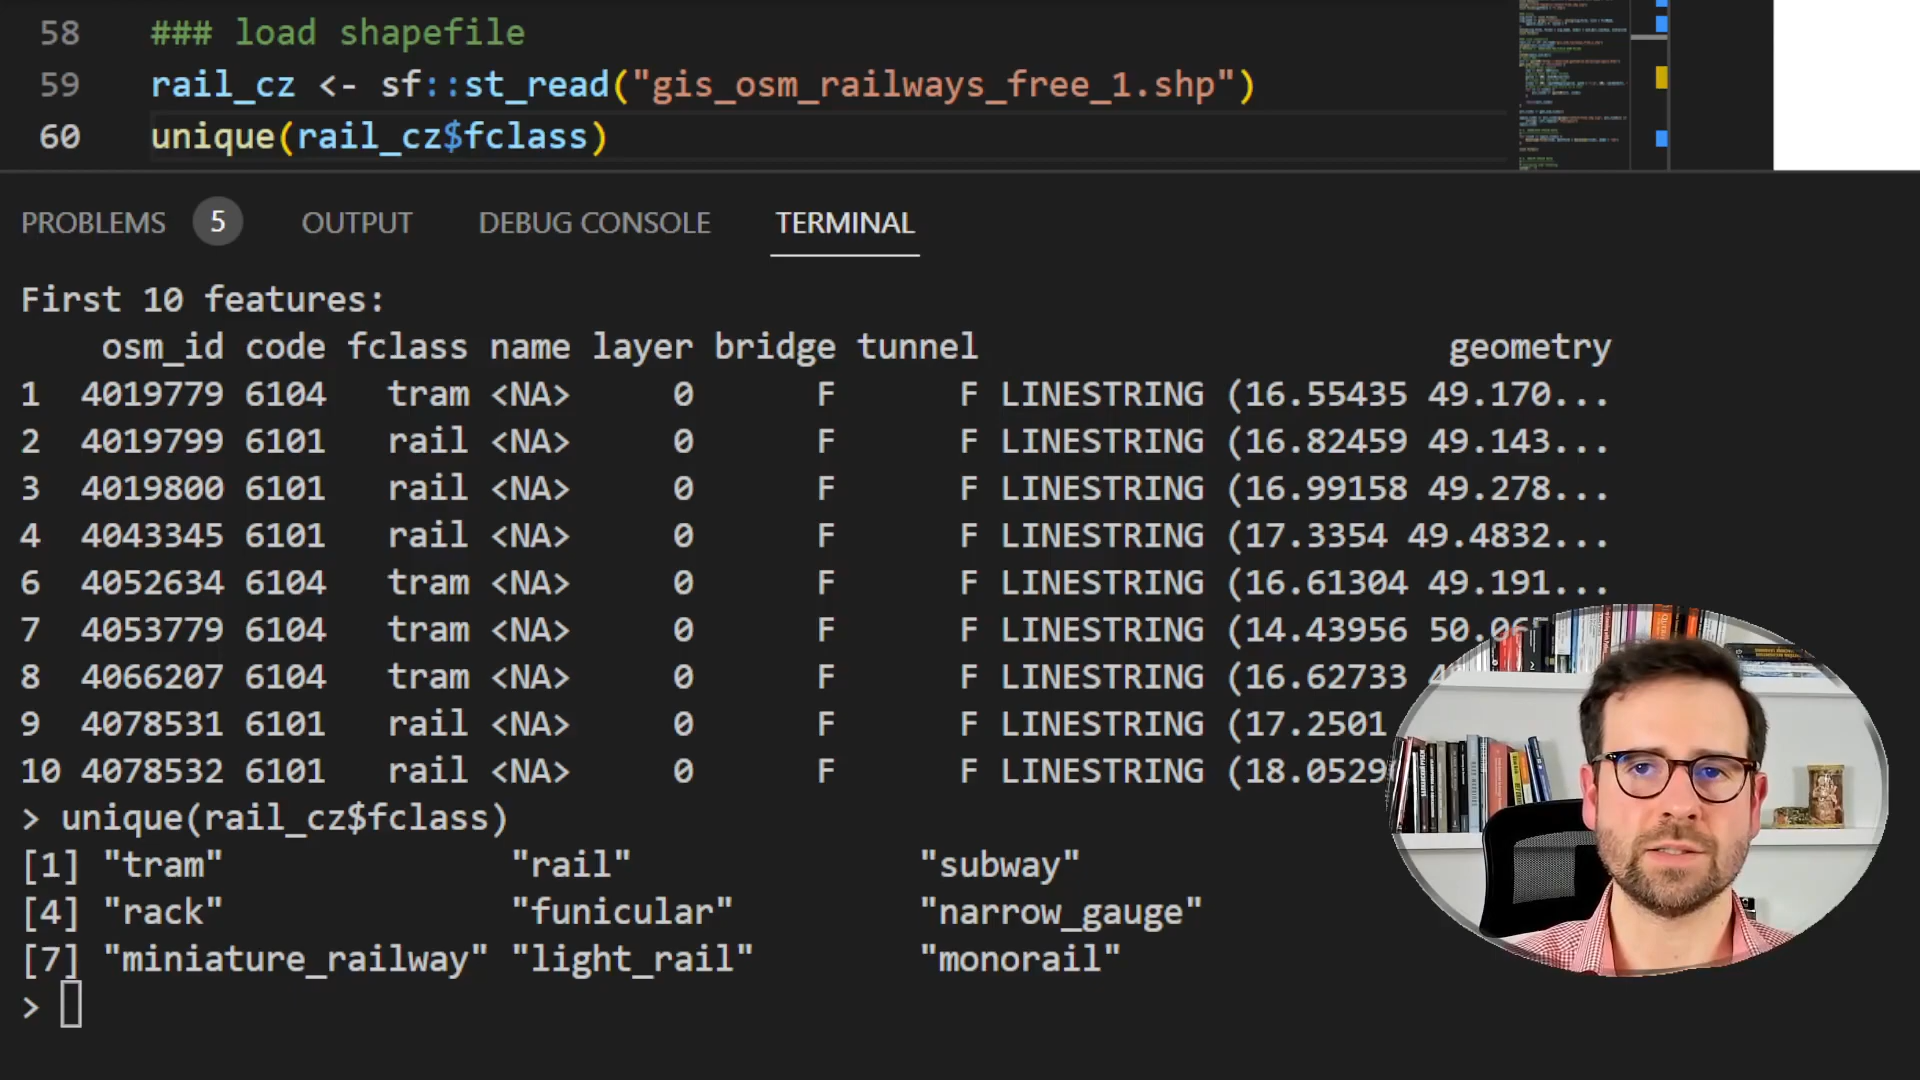 58 ### load shapefile
59 rail_cz <- sf::st_read("gis_osm_railways_free_1.shp")
60 unique(rail_cz$fclass)
PROBLEMS 5 OUTPUT DEBUG CONSOLE TERMINAL
First 10 features:
osm_id code fclass name layer bridge tunnel geometry
1 4019779 6104 tram <NA> 0 F F LINESTRING (16.55435 49.170...
2 4019799 6101 rail <NA> 0 F F LINESTRING (16.82459 49.143...
3 4019800 6101 rail <NA> 0 F F LINESTRING (16.99158 49.278...
4 4043345 6101 rail <NA> 0 F F LINESTRING (17.3354 49.4832...
6 4052634 6104 tram <NA> 0 F F LINESTRING (16.61304 49.191...
7 4053779 6104 tram <NA> 0 F F LINESTRING (14.43956
8 4066207 6104 tram <NA> 0 F F LINESTRING (16.62733
9 4078531 6101 rail <NA> 0 F F LINESTRING (17.2501
10 4078532 6101 rail <NA> 0 F F LINESTRING
> unique(rail_cz$fclass)
[1] "tram" "rail" "subway"
[4] "rack" "funicular" "narrow_gauge"
[7] "miniature_railway" "light_rail" "monorail"
>